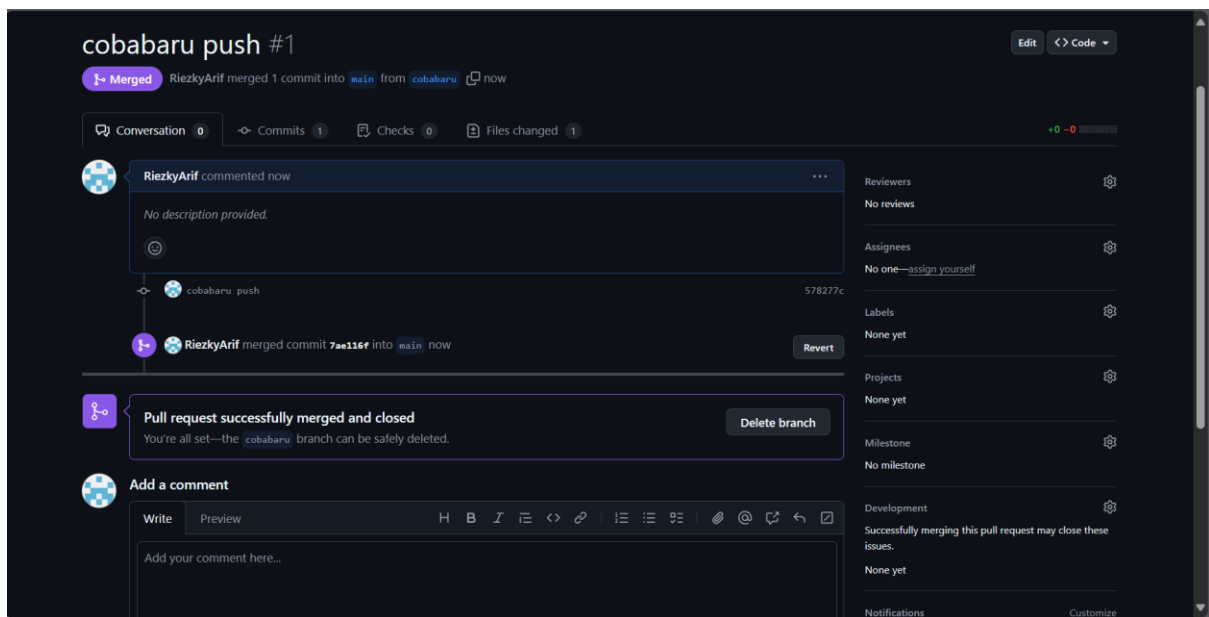 cobabaru push #1
Edit
<> Code
Merged
RiezkyArif merged 1 commit into main from cobabaru now
Conversation 0
Commits 1
Checks 0
Files changed 1
+0 −0
RiezkyArif commented now
No description provided.
cobabaru push
578277c
RiezkyArif merged commit 7ae116f into main now
Revert
Pull request successfully merged and closed
You're all set—the cobabaru branch can be safely deleted.
Delete branch
Add a comment
Write
Preview
Add your comment here...
Reviewers
No reviews
Assignees
No one—assign yourself
Labels
None yet
Projects
None yet
Milestone
No milestone
Development
Successfully merging this pull request may close these
issues.
None yet
Notifications
Customize